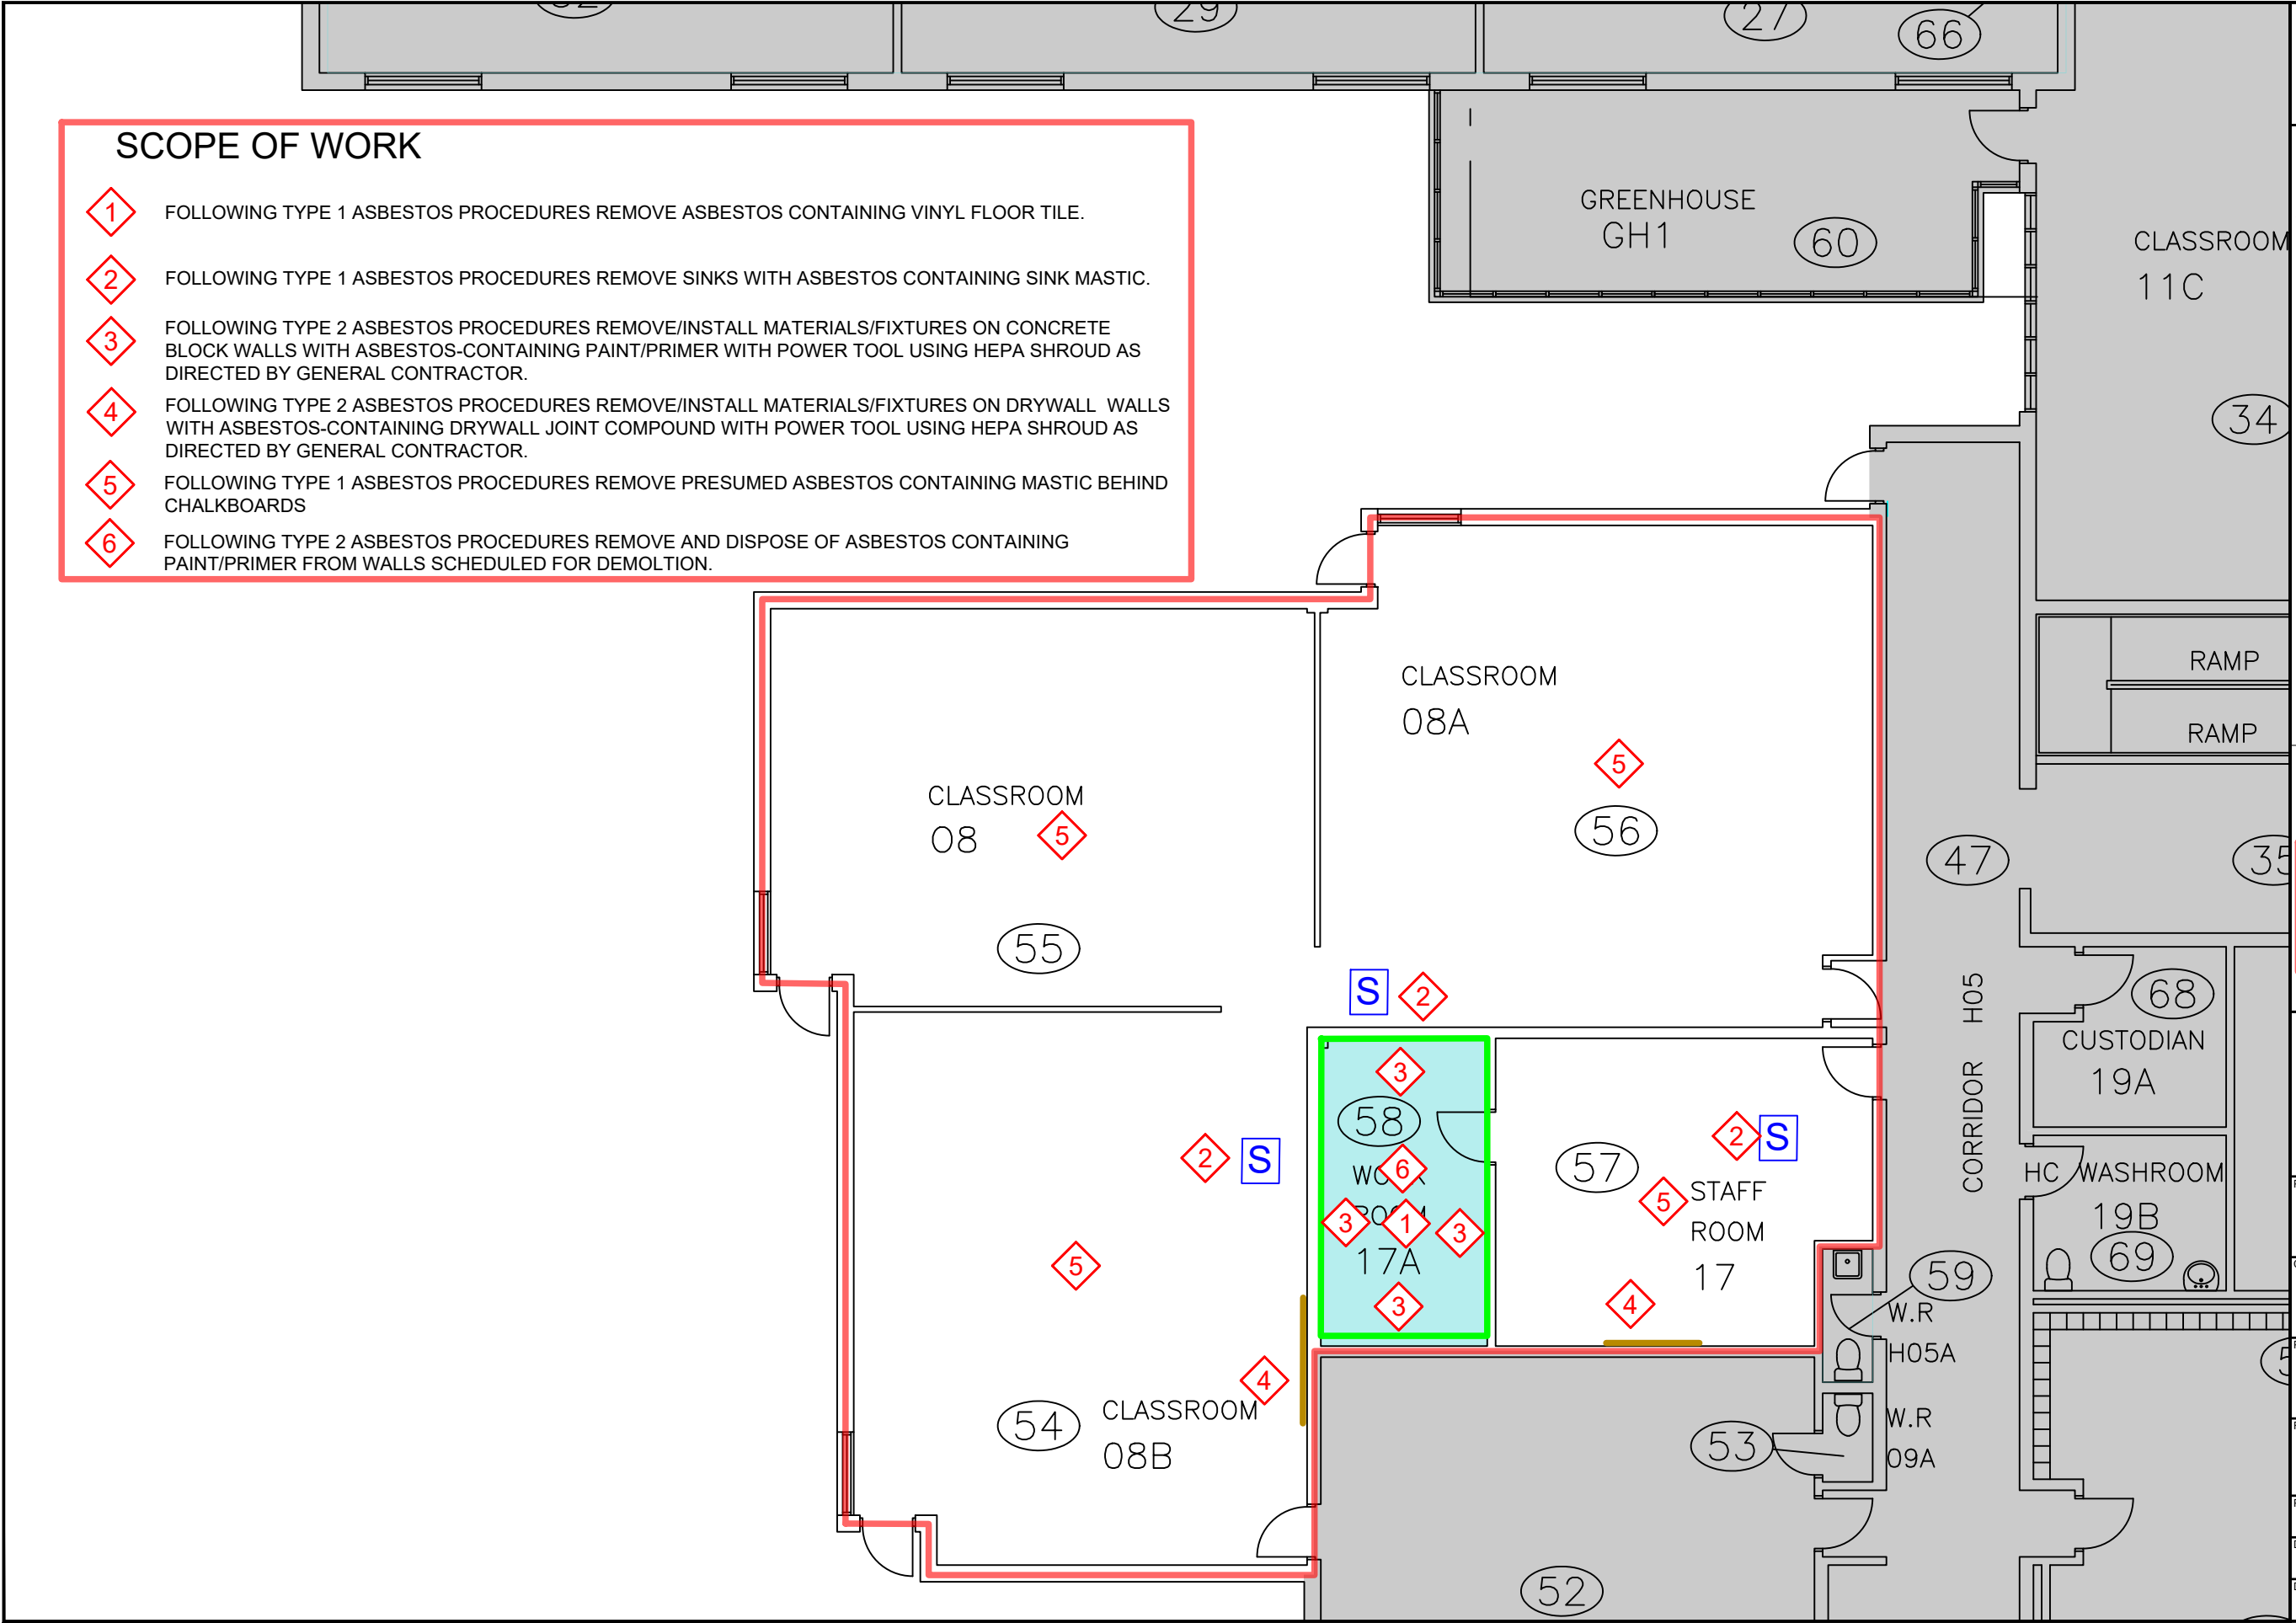 29
27
66
SCOPE OF WORK
1 FOLLOWING TYPE 1 ASBESTOS PROCEDURES REMOVE ASBESTOS CONTAINING VINYL FLOOR TILE.
2 FOLLOWING TYPE 1 ASBESTOS PROCEDURES REMOVE SINKS WITH ASBESTOS CONTAINING SINK MASTIC.
3 FOLLOWING TYPE 2 ASBESTOS PROCEDURES REMOVE/INSTALL MATERIALS/FIXTURES ON CONCRETE
BLOCK WALLS WITH ASBESTOS-CONTAINING PAINT/PRIMER WITH POWER TOOL USING HEPA SHROUD AS
DIRECTED BY GENERAL CONTRACTOR.
4 FOLLOWING TYPE 2 ASBESTOS PROCEDURES REMOVE/INSTALL MATERIALS/FIXTURES ON DRYWALL WALLS
WITH ASBESTOS-CONTAINING DRYWALL JOINT COMPOUND WITH POWER TOOL USING HEPA SHROUD AS
DIRECTED BY GENERAL CONTRACTOR.
5 FOLLOWING TYPE 1 ASBESTOS PROCEDURES REMOVE PRESUMED ASBESTOS CONTAINING MASTIC BEHIND
CHALKBOARDS
6 FOLLOWING TYPE 2 ASBESTOS PROCEDURES REMOVE AND DISPOSE OF ASBESTOS CONTAINING
PAINT/PRIMER FROM WALLS SCHEDULED FOR DEMOLTION.
GREENHOUSE
GH1
60
CLASSROOM
11C
34
RAMP
RAMP
CLASSROOM
08A
5
56
CLASSROOM
08
5
55
47
35
S
2
CORRIDOR H05
68
CUSTODIAN
19A
HC WASHROOM
19B
69
3
58
6
WORK
ROOM
3
1
3
17A
3
57
2
S
5
STAFF
ROOM
17
4
2
S
5
4
54
CLASSROOM
08B
59
W.R
H05A
53
W.R
09A
52